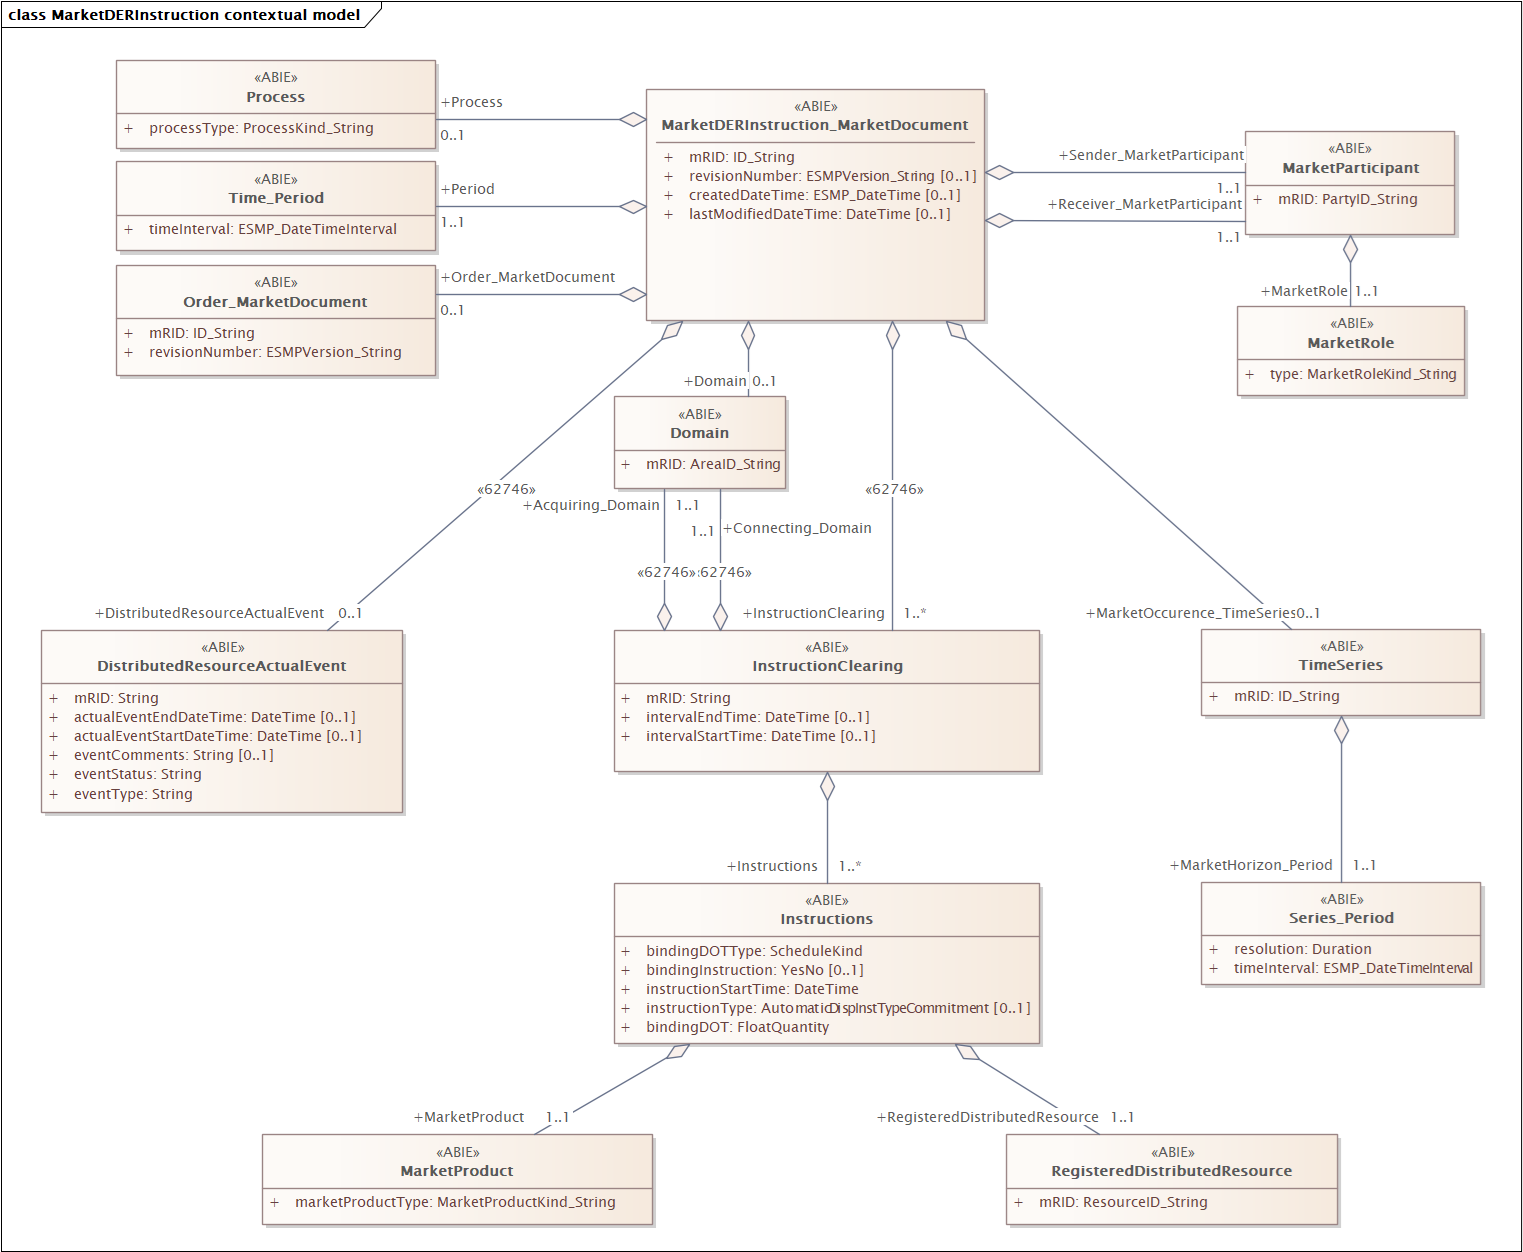 class MarketDERInstruction contextual model
«ABIE»
Process
+ processType: ProcessKind_String
+Process
0..1
«ABIE»
Time_Period
+ timeInterval: ESMP_DateTimeInterval
+Period
1..1
«ABIE»
Order_MarketDocument
+ mRID: ID_String
+ revisionNumber: ESMPVersion_String
+Order_MarketDocument
0..1
«ABIE»
MarketDERInstruction_MarketDocument
+ mRID: ID_String
+ revisionNumber: ESMPVersion_String [0..1]
+ createdDateTime: ESMP_DateTime [0..1]
+ lastModifiedDateTime: DateTime [0..1]
+Sender_MarketParticipant
1..1
+Receiver_MarketParticipant
1..1
«ABIE»
MarketParticipant
+ mRID: PartyID_String
+MarketRole 1..1
«ABIE»
MarketRole
+ type: MarketRoleKind_String
+Domain 0..1
«ABIE»
Domain
+ mRID: AreaID_String
«62746»
«62746»
+Acquiring_Domain 1..1
1..1 +Connecting_Domain
«62746»
62746»
+DistributedResourceActualEvent 0..1
+InstructionClearing 1..*
+MarketOccurence_TimeSeries 0..1
«ABIE»
DistributedResourceActualEvent
+ mRID: String
+ actualEventEndDateTime: DateTime [0..1]
+ actualEventStartDateTime: DateTime [0..1]
+ eventComments: String [0..1]
+ eventStatus: String
+ eventType: String
«ABIE»
InstructionClearing
+ mRID: String
+ intervalEndTime: DateTime [0..1]
+ intervalStartTime: DateTime [0..1]
«ABIE»
TimeSeries
+ mRID: ID_String
+Instructions 1..*
+MarketHorizon_Period 1..1
«ABIE»
Instructions
+ bindingDOTType: ScheduleKind
+ bindingInstruction: YesNo [0..1]
+ instructionStartTime: DateTime
+ instructionType: AutomaticDispInstTypeCommitment [0..1]
+ bindingDOT: FloatQuantity
«ABIE»
Series_Period
+ resolution: Duration
+ timeInterval: ESMP_DateTimeInterval
+MarketProduct 1..1
+RegisteredDistributedResource 1..1
«ABIE»
MarketProduct
+ marketProductType: MarketProductKind_String
«ABIE»
RegisteredDistributedResource
+ mRID: ResourceID_String